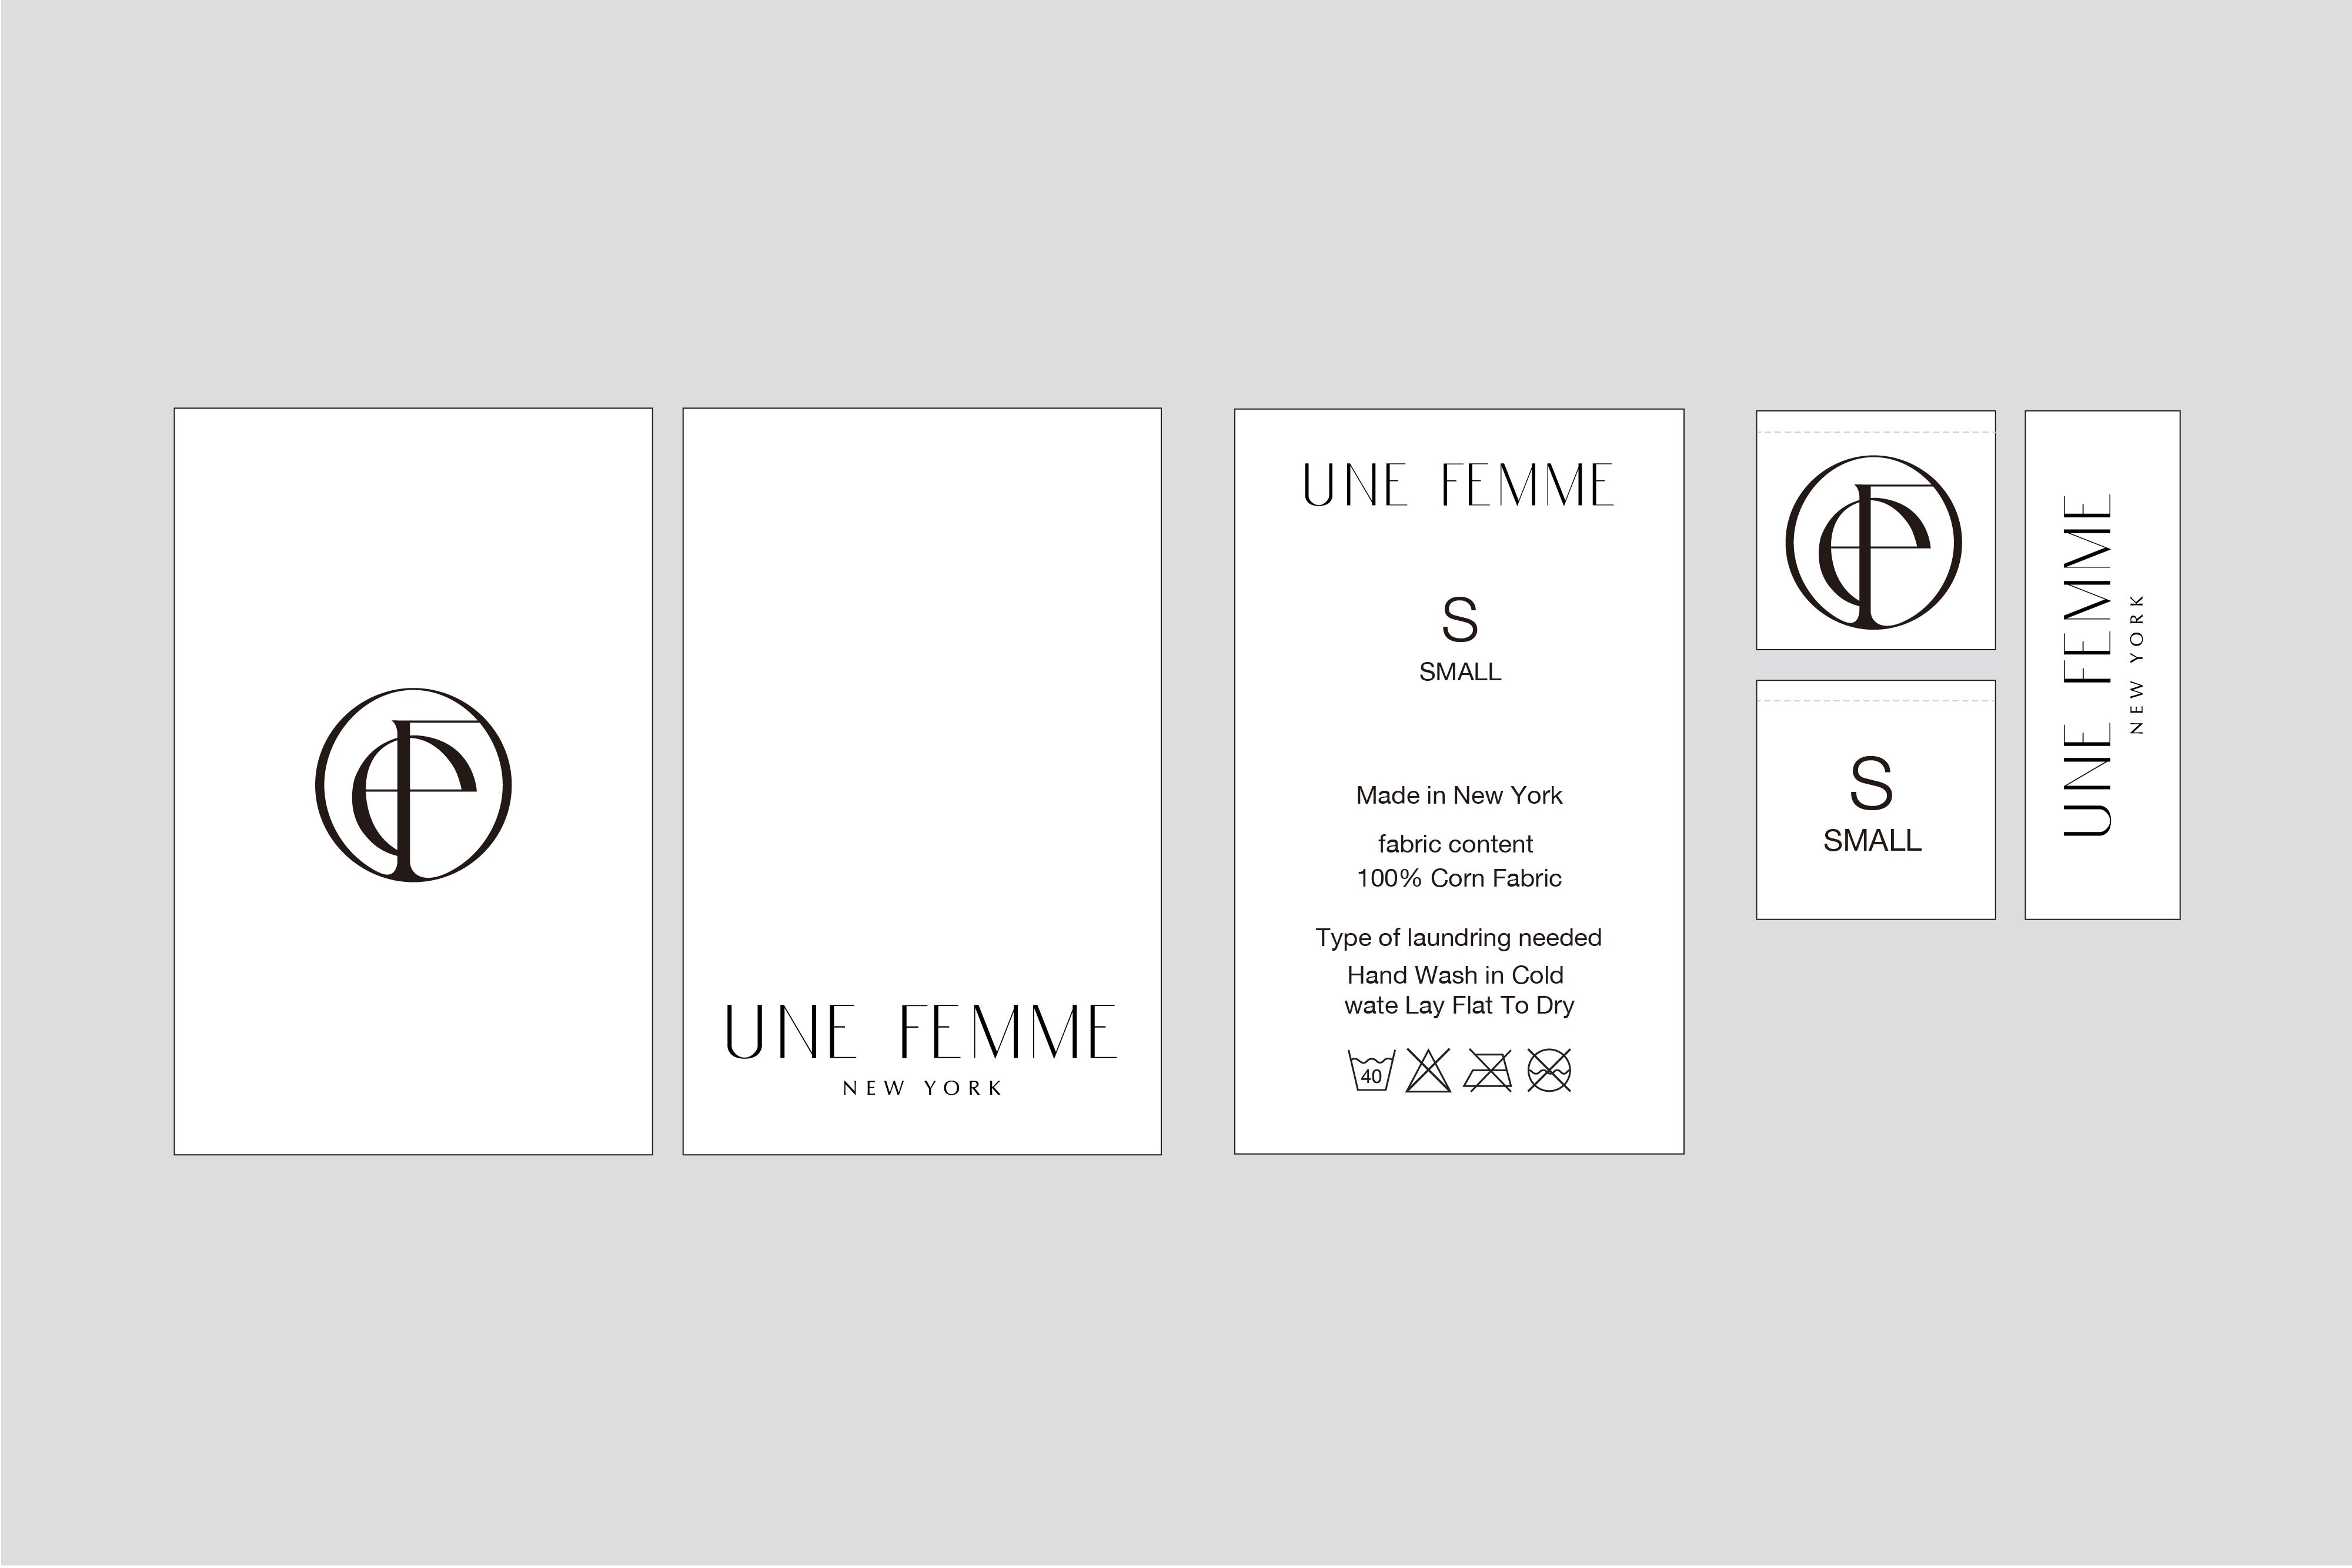 UNE FEMME
NEW YORK
UNE FEMME
S
SMALL
Made in New York
fabric content
100% Corn Fabric
Type of laundring needed
Hand Wash in Cold
wate Lay Flat To Dry
40
S
SMALL
UNE FEMME
NEW YORK